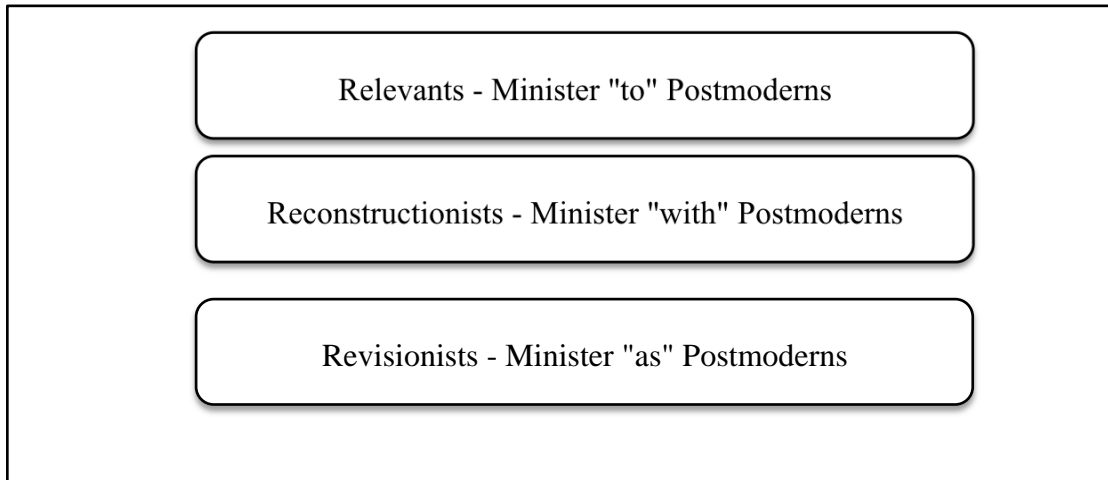 Relevants - Minister "to" Postmoderns
Reconstructionists - Minister "with" Postmoderns
Revisionists - Minister "as" Postmoderns